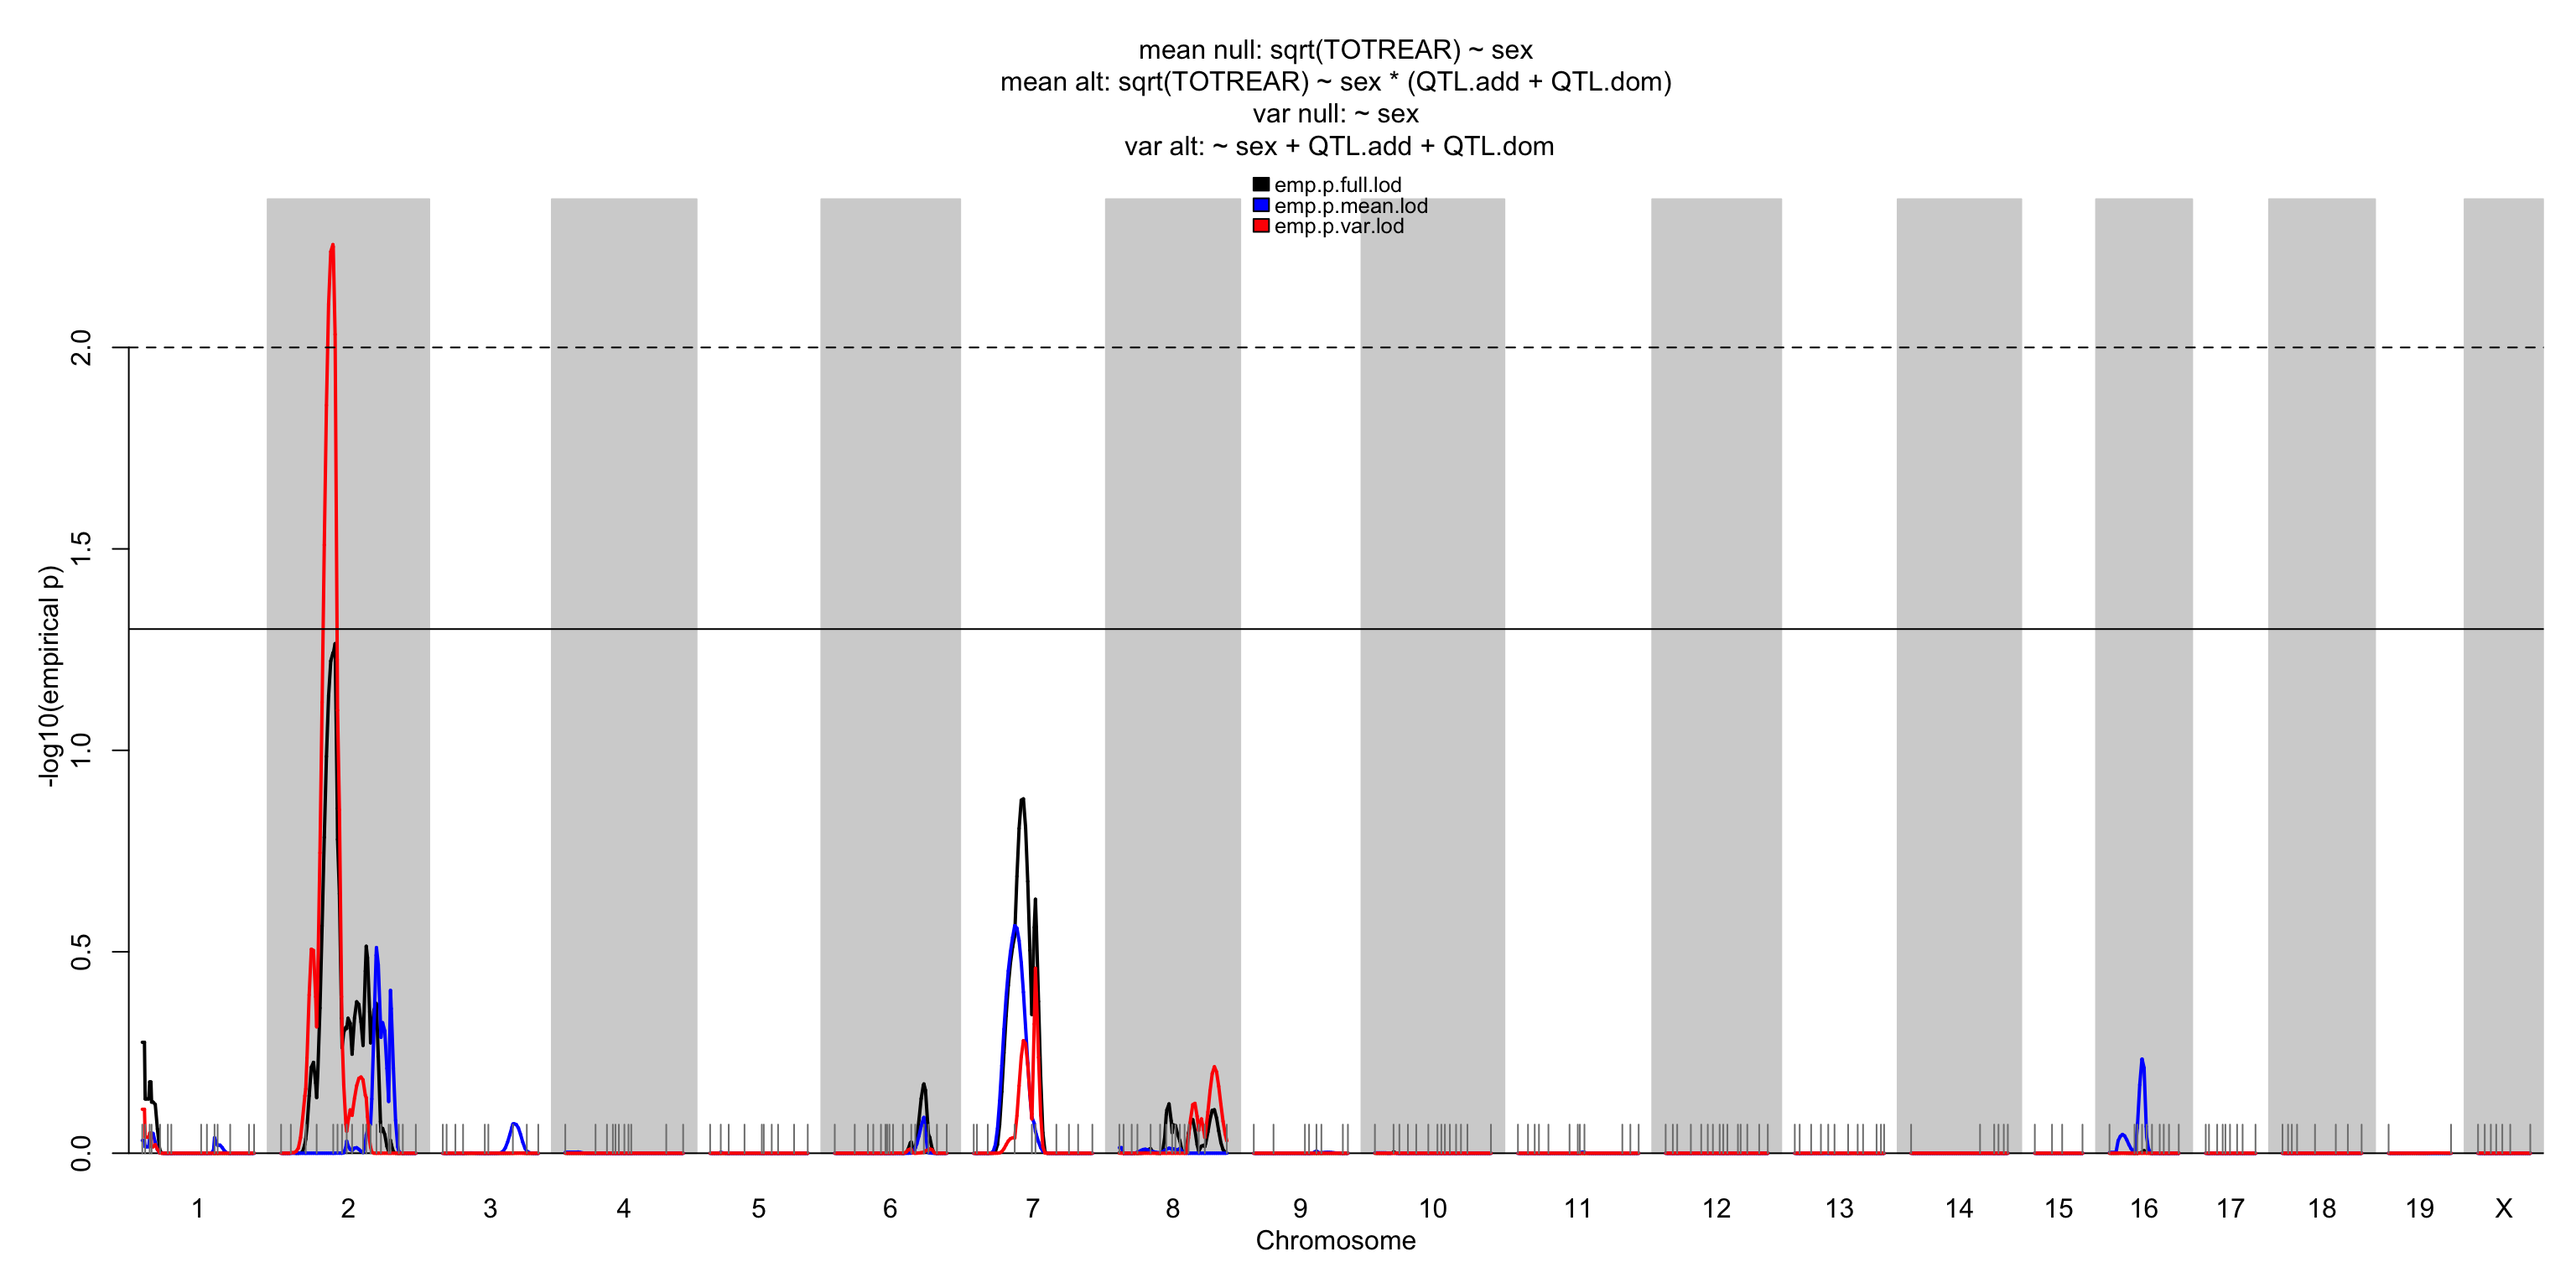 mean null: sqrt(TOTREAR) ~ sex
mean alt: sqrt(TOTREAR) ~ sex * (QTL.add + QTL.dom)
var null: ~ sex
var alt: ~ sex + QTL.add + QTL.dom
emp.p.full.lod
emp.p.mean.lod
emp.p.var.lod
-log10(empirical p)
2.0
1.5
1.0
0.5
0.0
1 2 3 4 5 6 7 8 9 10 11 12 13 14 15 16 17 18 19 X
Chromosome